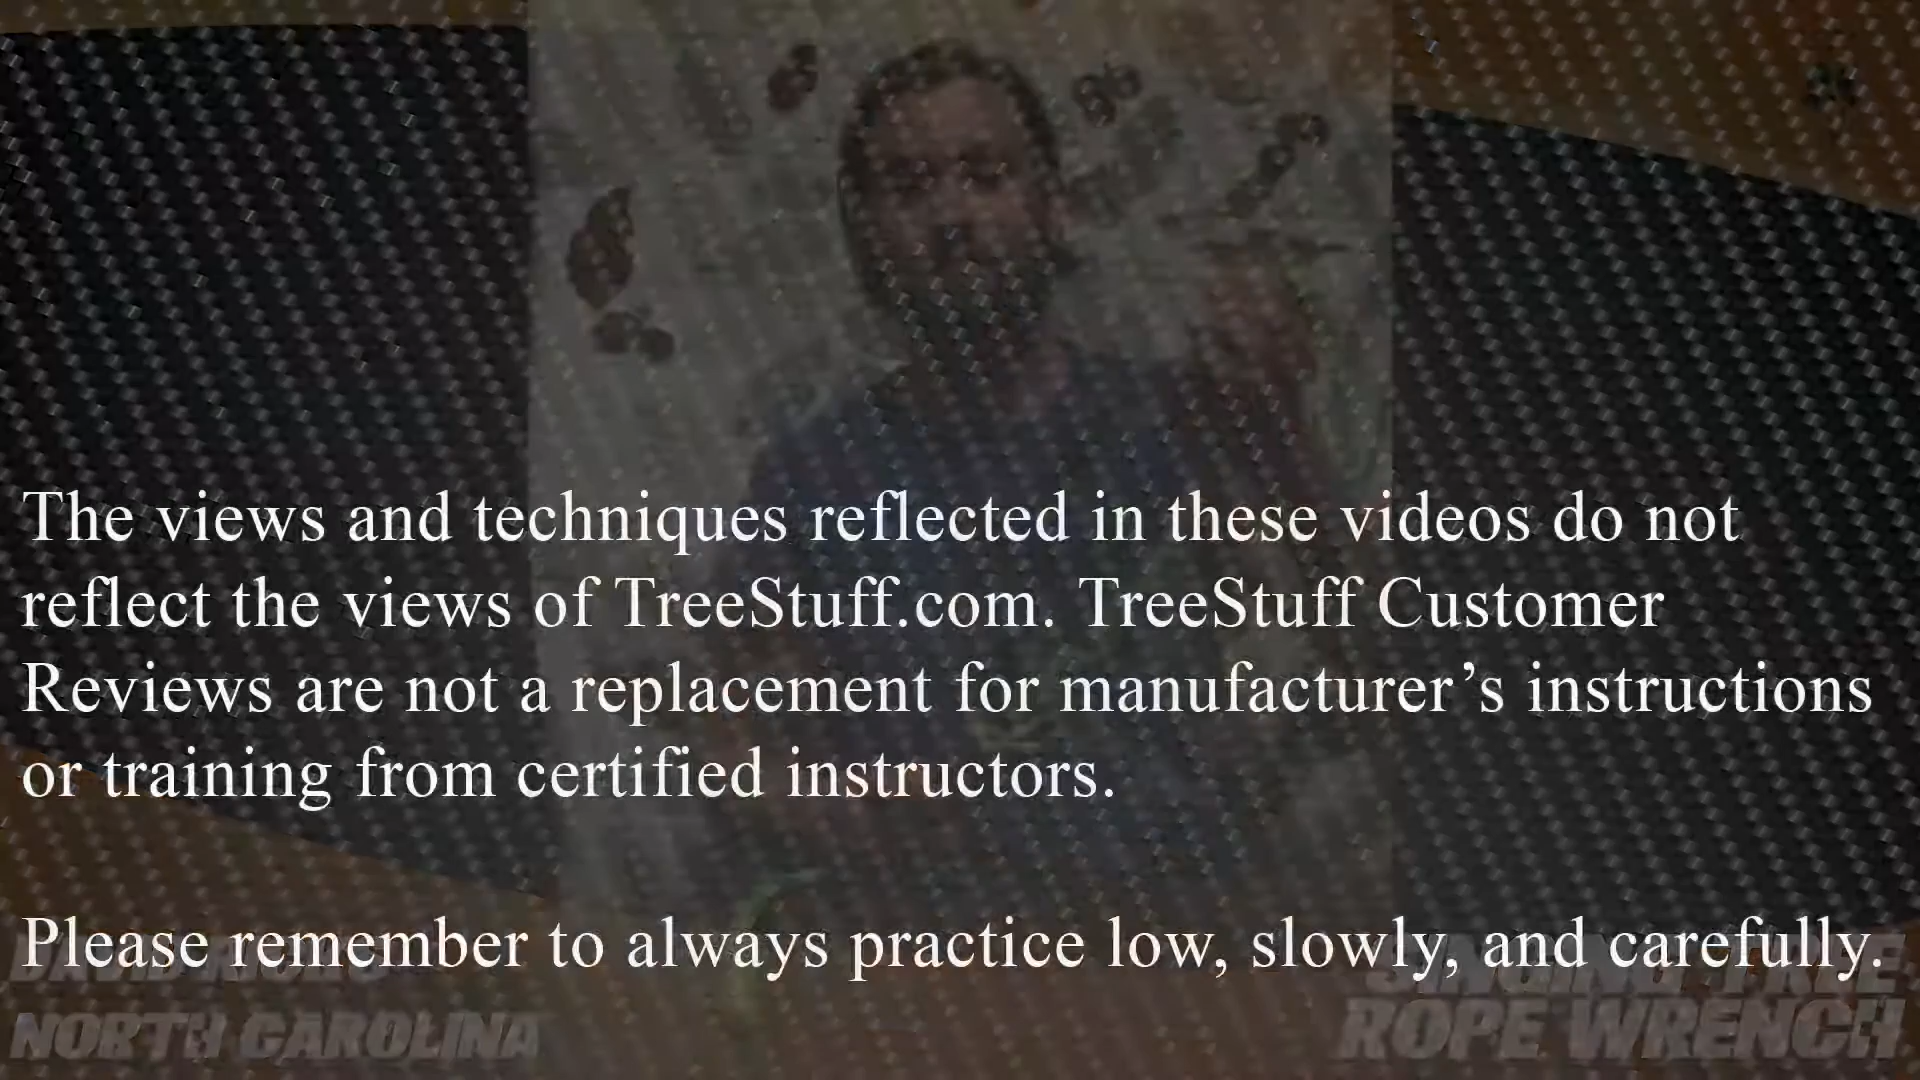 The views and techniques reflected in these videos do not
reflect the views of TreeStuff.com. TreeStuff Customer
Reviews are not a replacement for manufacturer’s instructions
or training from certified instructors.
Please remember to always practice low, slowly, and carefully.
SINGING TREE
NORTH CAROLINA
ROPE WRENCH